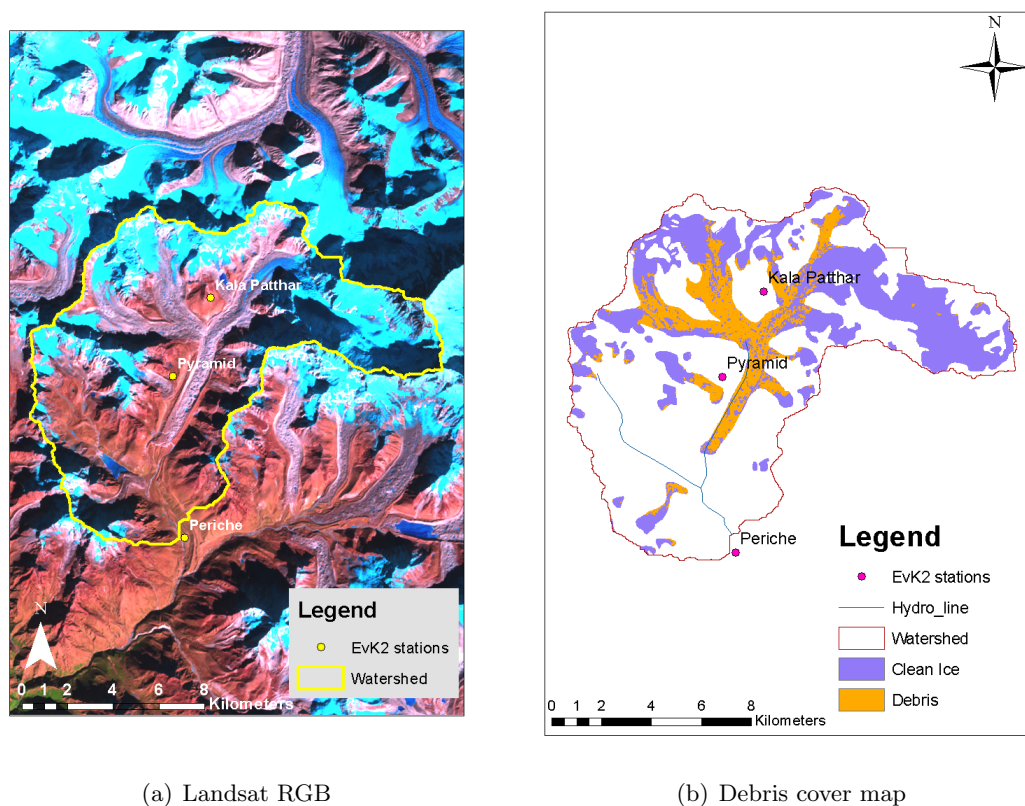 Kala Patthar
Pyramid
Periche
N
0 1 2 4 6 8
Kilometers
Legend
EvK2 stations
Watershed
(a) Landsat RGB
N
Kala Patthar
Pyramid
Periche
Legend
EvK2 stations
Hydro_line
Watershed
Clean Ice
Debris
0 1 2 4 6 8
Kilometers
(b) Debris cover map